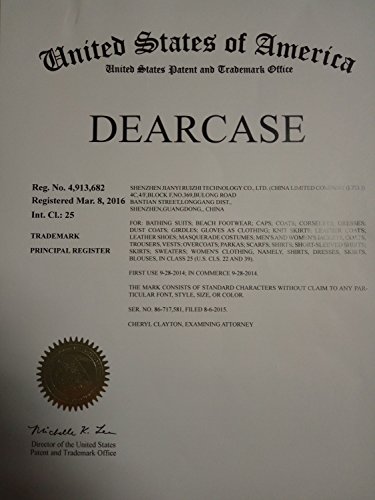 United States of America
United States Patent and Trademark Office
DEARCASE
Reg. No. 4,913,682
Registered Mar. 8, 2016
Int. Cl.: 25
TRADEMARK
PRINCIPAL REGISTER
SHENZHEN JIANYIRUIZHI TECHNOLOGY CO., LTD. (CHINA LIMITED COMPANY (LTD.))
4C,4/F,BLOCK F,NO.369,BULONG ROAD
BANTIAN STREET,LONGGANG DIST.,
SHENZHEN,GUANGDONG,, CHINA
FOR: BATHING SUITS; BEACH FOOTWEAR; CAPS; COATS; CORSELETS; DRESSES;
DUST COATS; GIRDLES; GLOVES AS CLOTHING; KNIT SKIRTS; LEATHER COATS;
LEATHER SHOES; MASQUERADE COSTUMES; MEN'S AND WOMEN'S JACKETS, COATS,
TROUSERS, VESTS; OVERCOATS; PARKAS; SCARFS; SHIRTS; SHORT-SLEEVED SHIRTS;
SKIRTS; SWEATERS; WOMEN'S CLOTHING, NAMELY, SHIRTS, DRESSES, SKIRTS,
BLOUSES, IN CLASS 25 (U.S. CLS. 22 AND 39).
FIRST USE 9-28-2014; IN COMMERCE 9-28-2014.
THE MARK CONSISTS OF STANDARD CHARACTERS WITHOUT CLAIM TO ANY PAR-
TICULAR FONT, STYLE, SIZE, OR COLOR.
SER. NO. 86-717,581, FILED 8-6-2015.
CHERYL CLAYTON, EXAMINING ATTORNEY
Michelle K. Lee
Director of the United States
Patent and Trademark Office